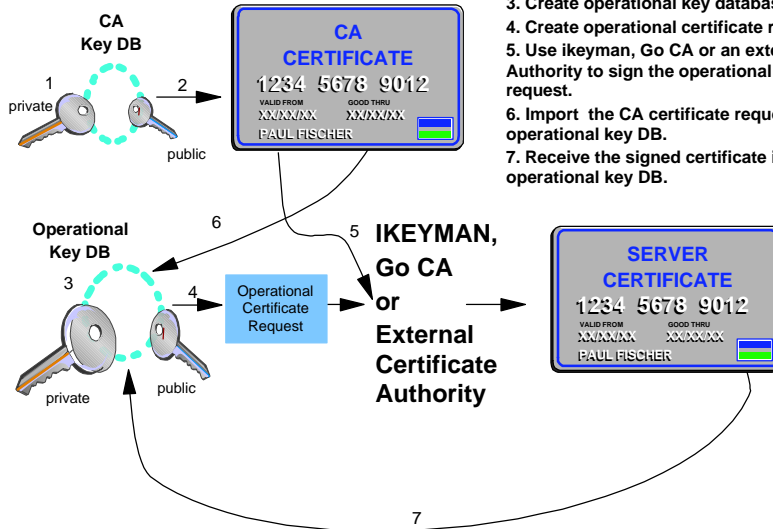 3. Create operational key databas
4. Create operational certificate r
5. Use ikeyman, Go CA or an exte
Authority to sign the operational
request.
6. Import the CA certificate reque
operational key DB.
7. Receive the signed certificate i
operational key DB.
CA
Key DB
1
private
2
public
CA
CERTIFICATE
1234 5678 9012
VALID FROM GOOD THRU
XX/XX/XX XX/XX/XX
PAUL FISCHER
6
5
Operational
Key DB
3
4
private
public
Operational
Certificate
Request
IKEYMAN,
Go CA
or
External
Certificate
Authority
SERVER
CERTIFICATE
1234 5678 9012
VALID FROM GOOD THRU
XX/XX/XX XX/XX/XX
PAUL FISCHER
7